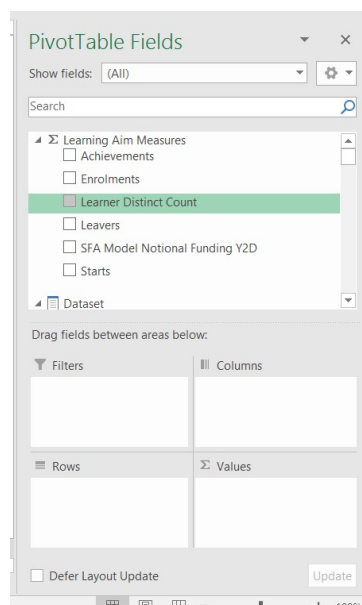 PivotTable Fields
Show fields: (All)
Search
Σ Learning Aim Measures
Achievements
Enrolments
Learner Distinct Count
Leavers
SFA Model Notional Funding Y2D
Starts
Dataset
Drag fields between areas below:
Filters
Columns
Rows
Σ Values
Defer Layout Update
Update